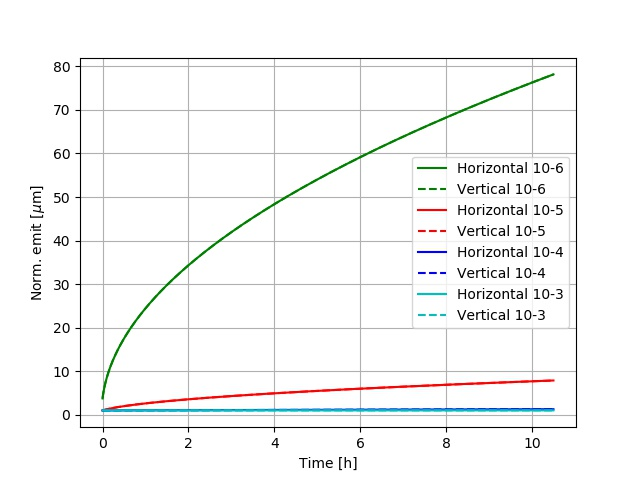 80
70
60
50
40
30
20
10
0
Norm. emit [μm]
Horizontal 10-6
Vertical 10-6
Horizontal 10-5
Vertical 10-5
Horizontal 10-4
Vertical 10-4
Horizontal 10-3
Vertical 10-3
0 2 4 6 8 10
Time [h]